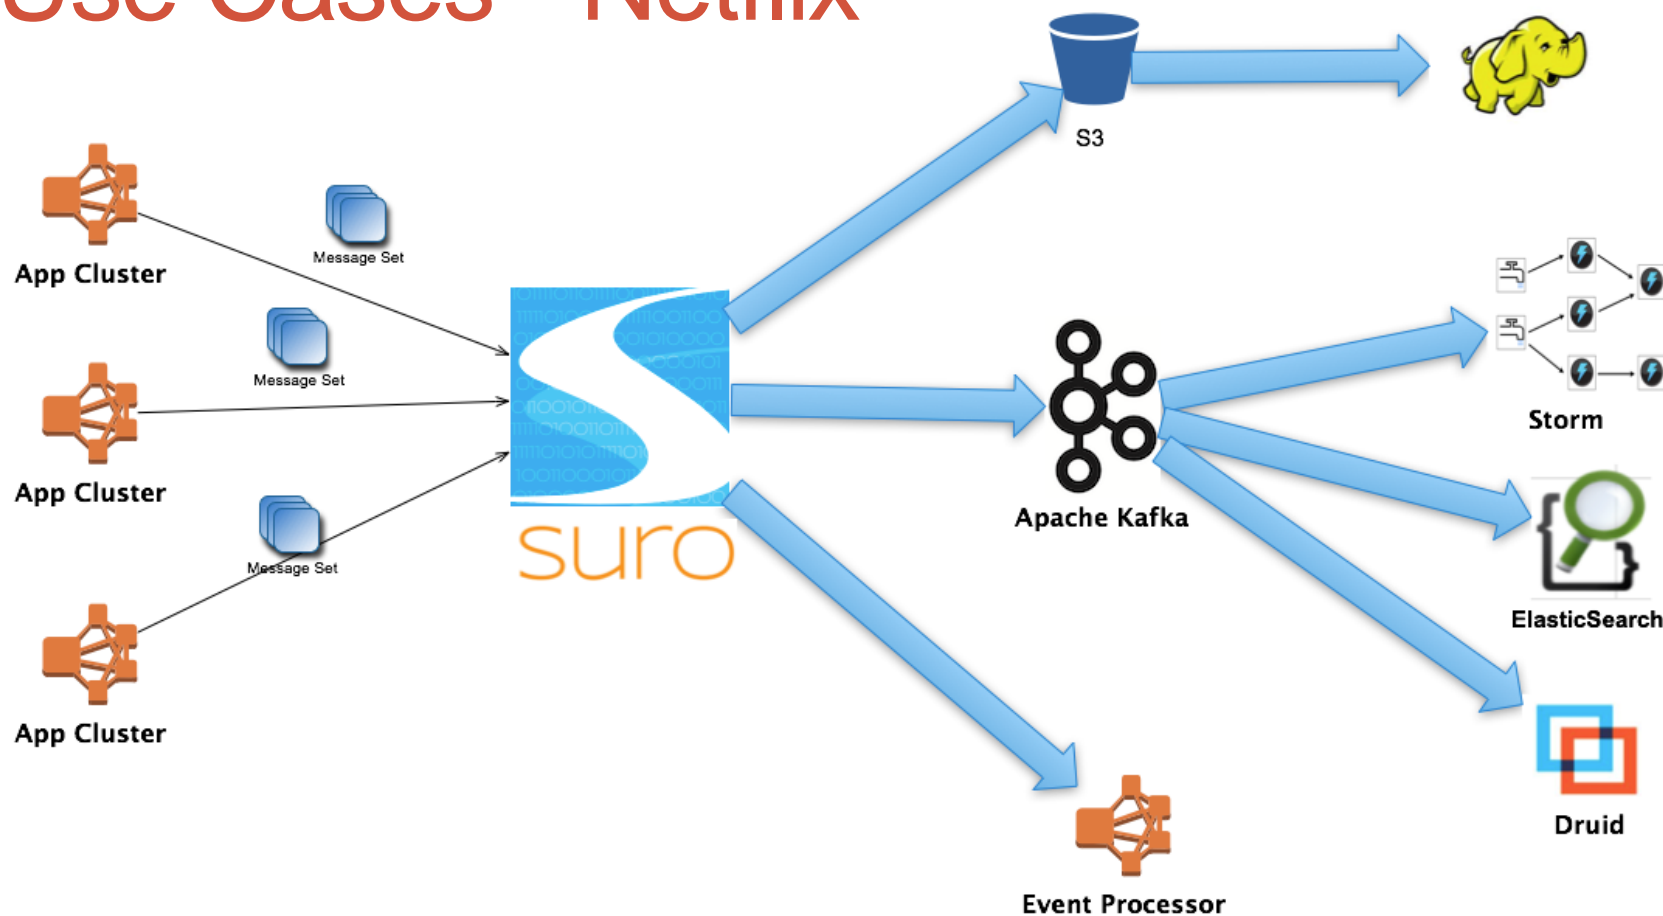 Use Cases - Netflix
S3
App Cluster
Message Set
Message Set
App Cluster
Message Set
App Cluster
suro
Apache Kafka
Storm
ElasticSearch
Druid
Event Processor